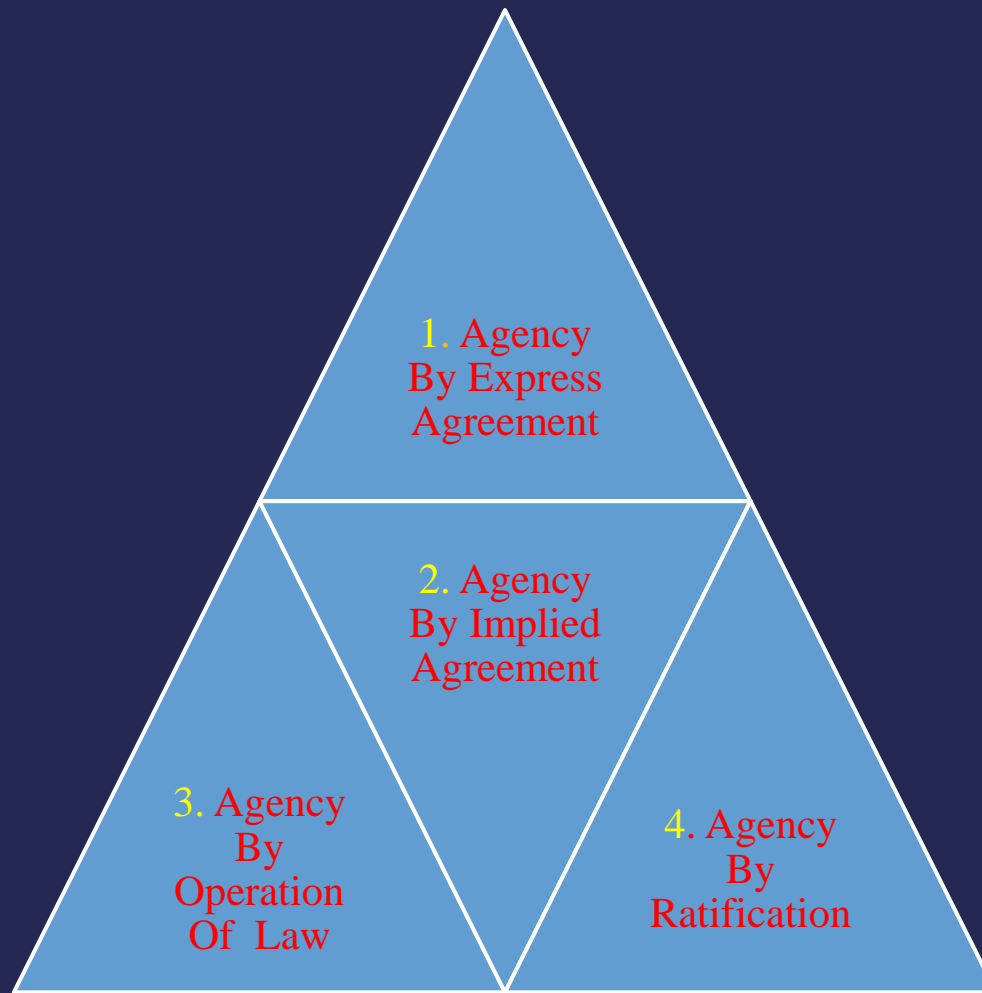 1. Agency
By Express
Agreement
2. Agency
By Implied
Agreement
3. Agency
By
Operation
Of Law
4. Agency
By
Ratification